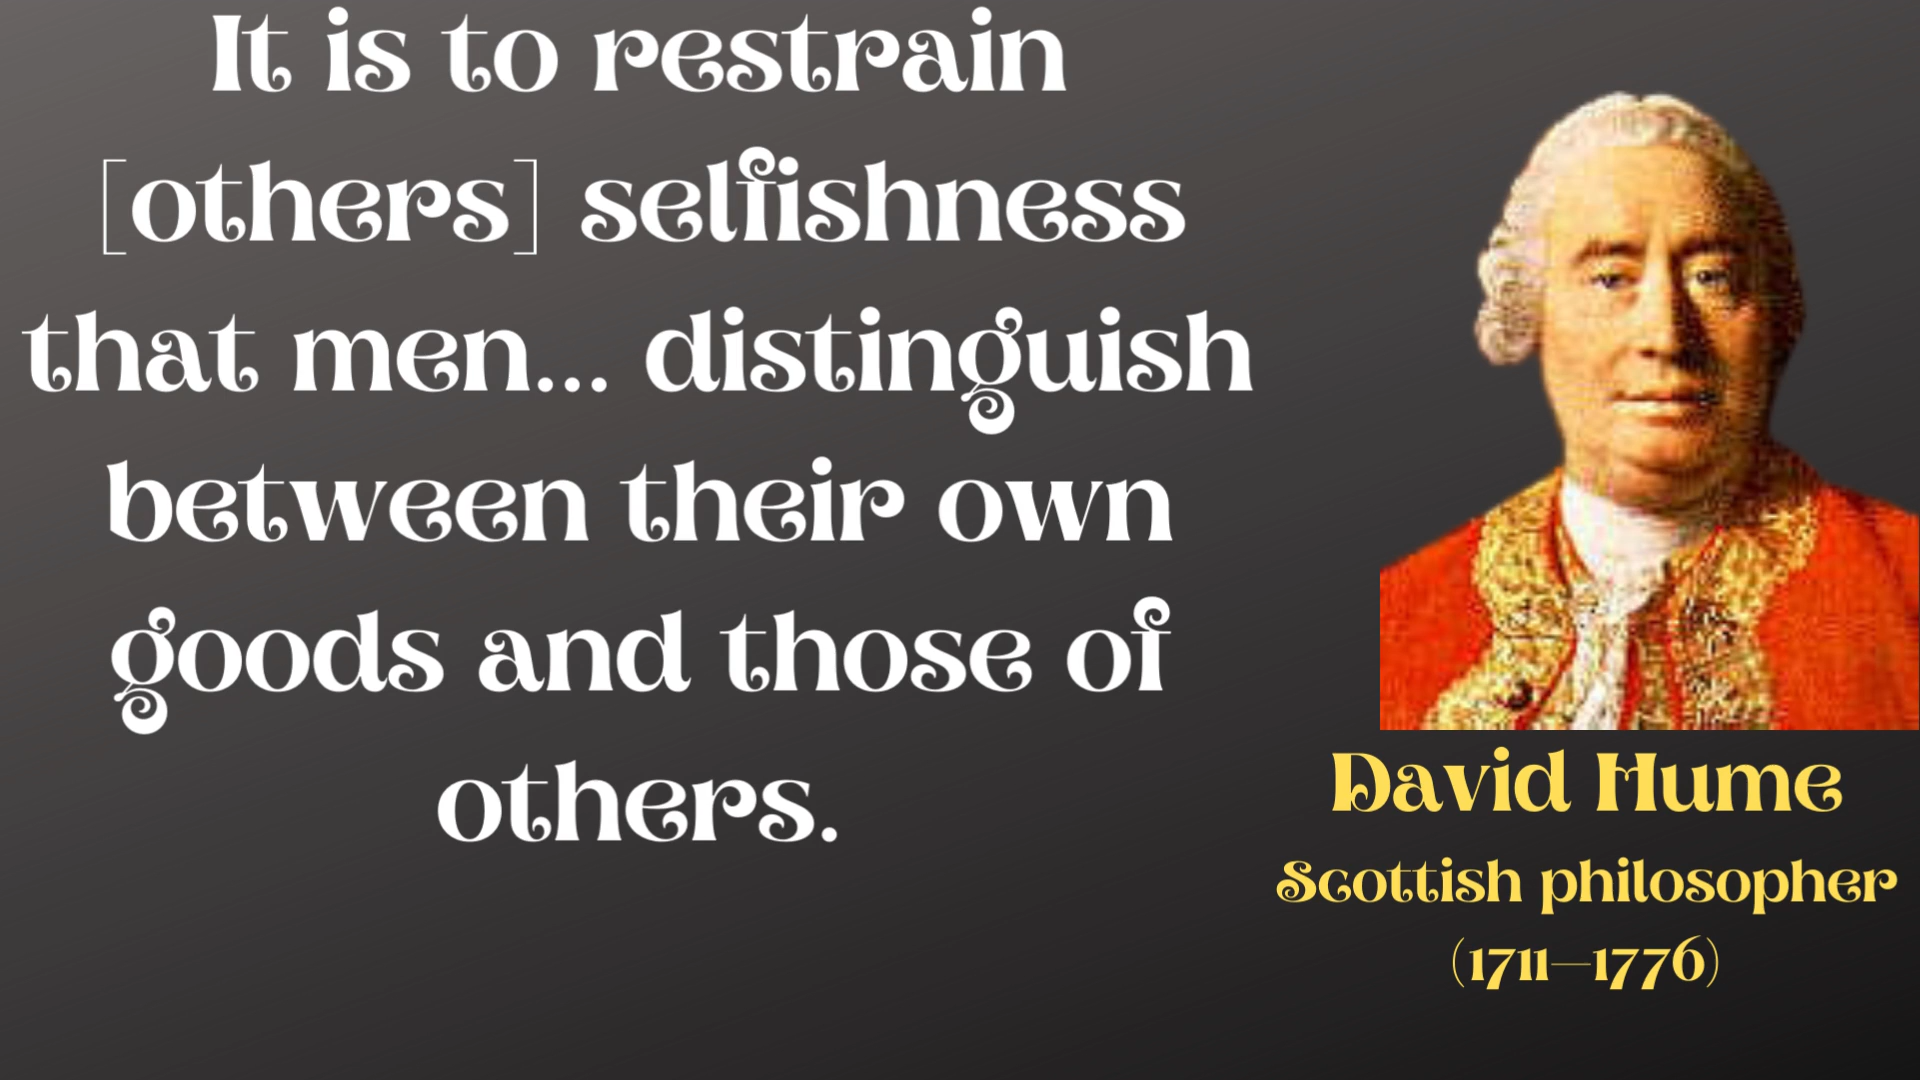 It is to restrain
[others] selfishness
that men... distinguish
between their own
goods and those of
others.
David Hume
Scottish philosopher
(1711—1776)